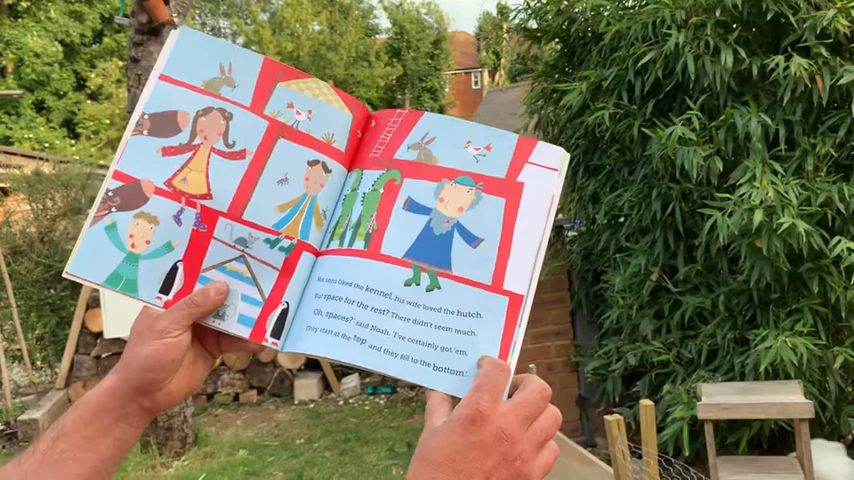 His sons liked the kennel, his wife loved the hutch.
But space for the rest? There didn't seem much.
'Oh, spaces?' said Noah. 'I've certainly got 'em.
They start at the top, and they fill to the bottom.'